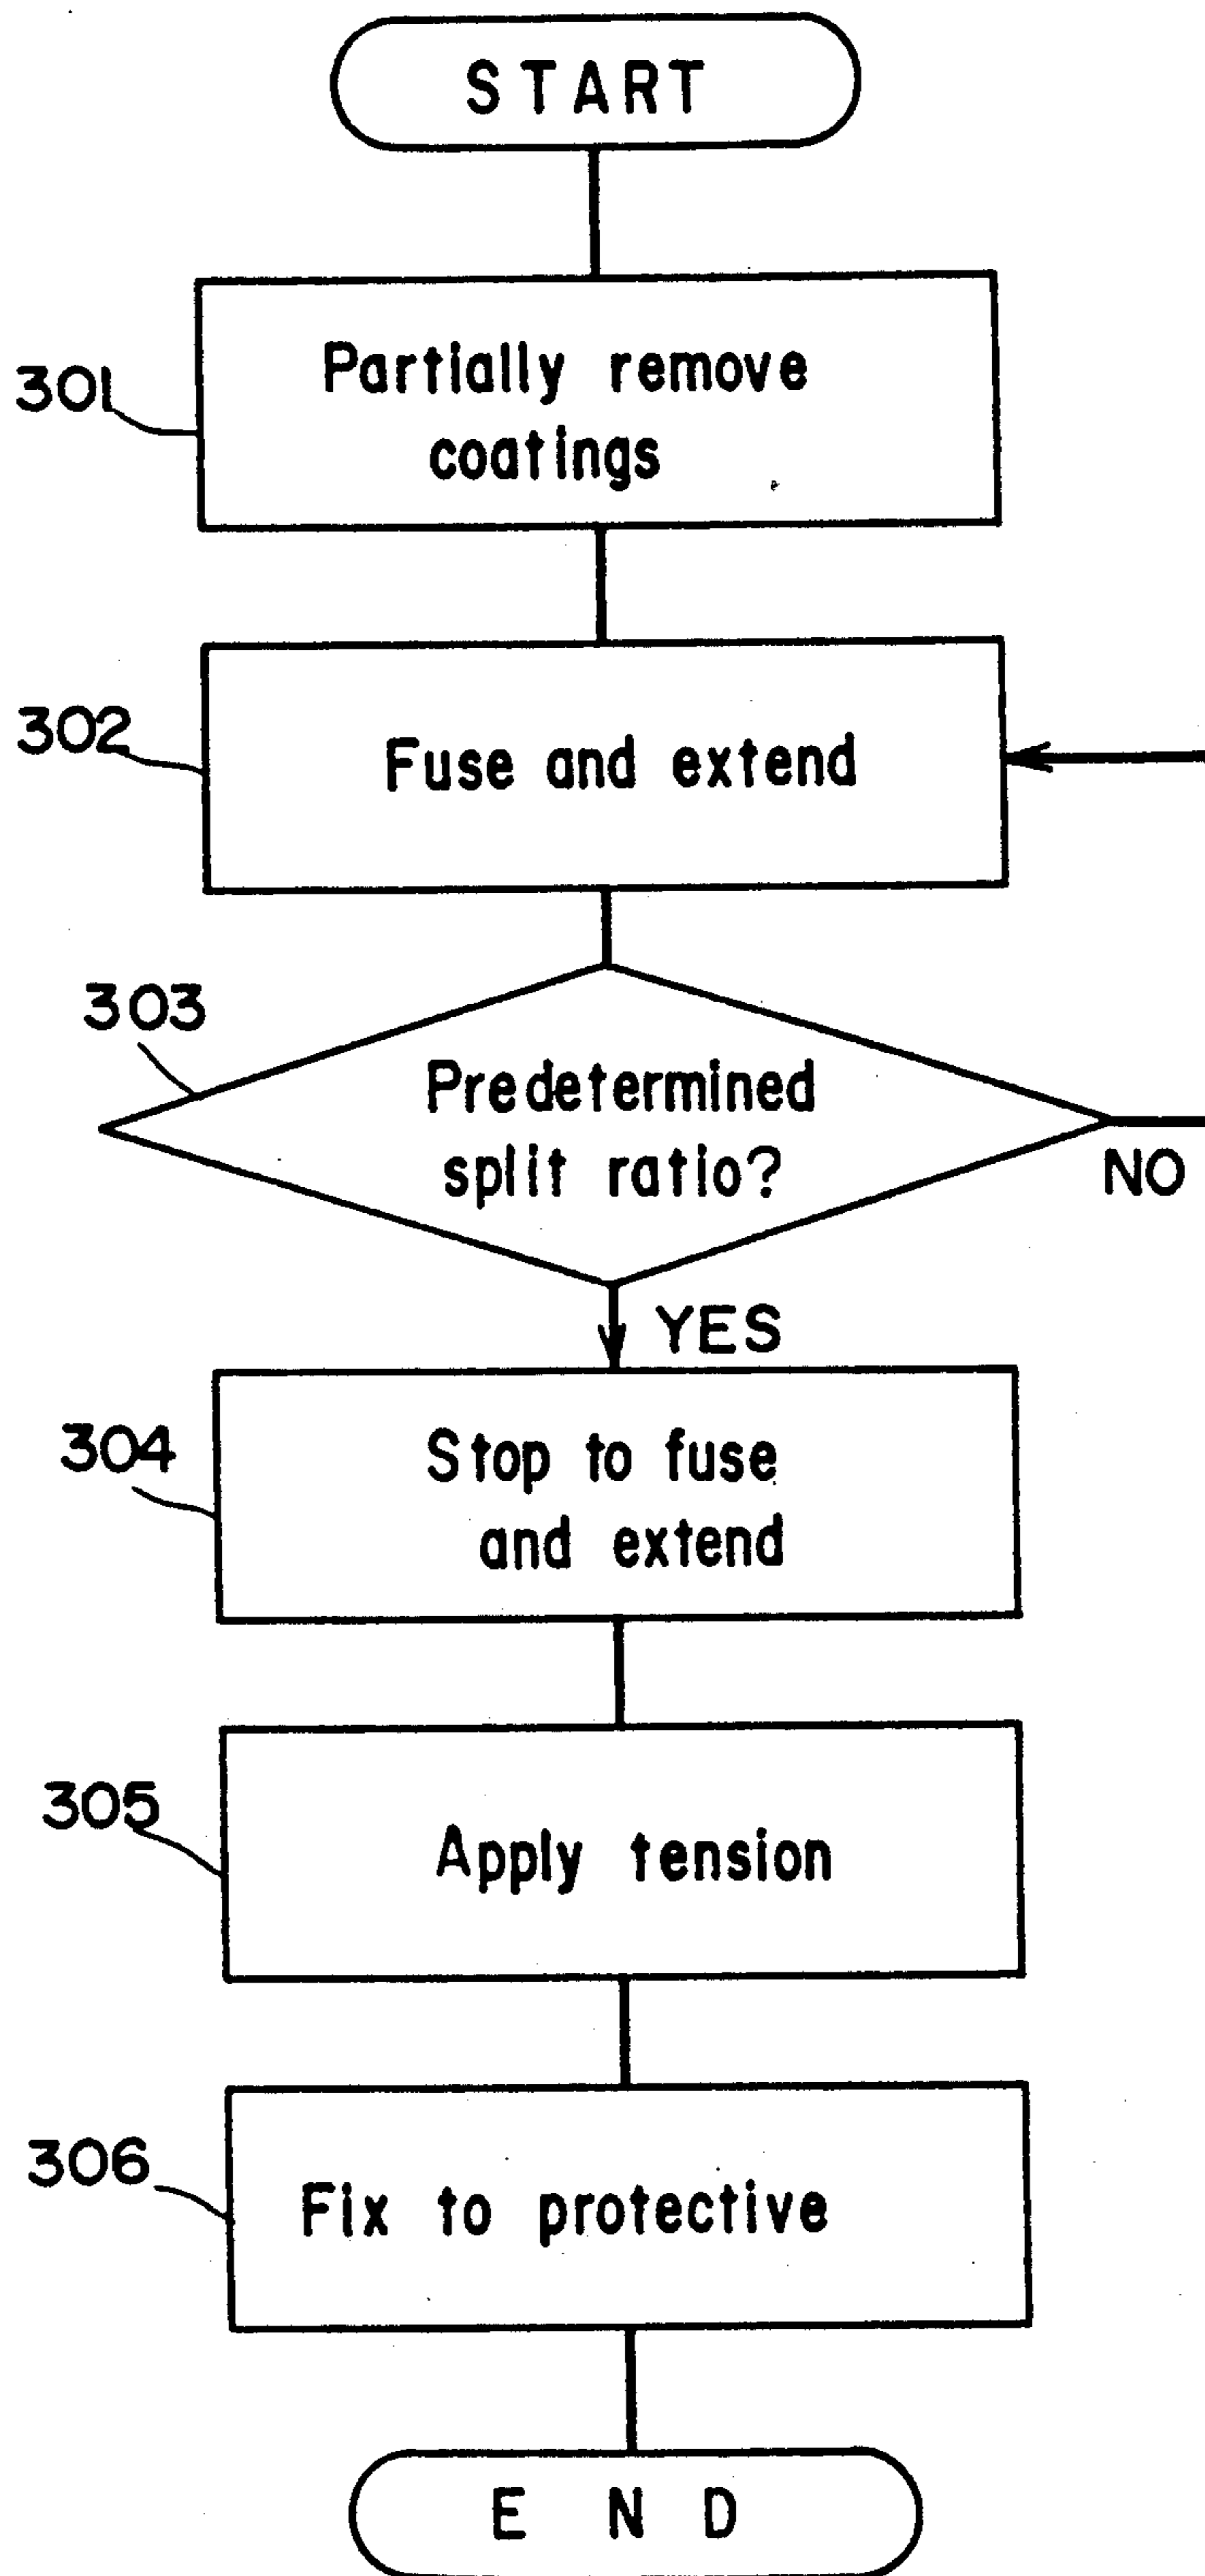 START
301
Partially remove
coatings
302
Fuse and extend
303
Predetermined
split ratio?
NO
YES
304
Stop to fuse
and extend
305
Apply tension
306
Fix to protective
END